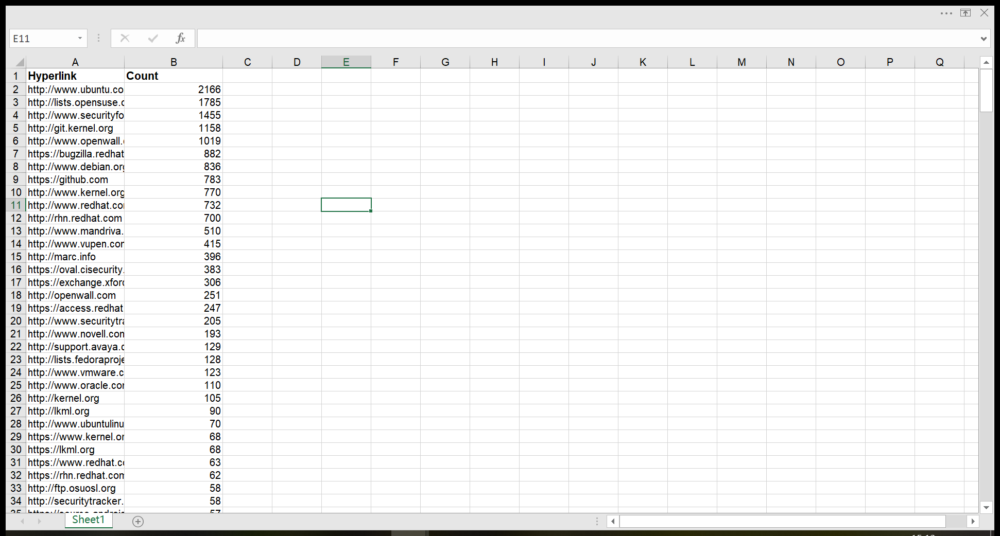 E11
fx
A B C D E F G H I J K L M N O P Q
1 Hyperlink Count
2 http://www.ubuntu.co 2166
3 http://lists.opensuse.c 1785
4 http://www.securityfo 1455
5 http://git.kernel.org 1158
6 http://www.openwall. 1019
7 https://bugzilla.redhat 882
8 http://www.debian.org 836
9 https://github.com 783
10 http://www.kernel.org 770
11 http://www.redhat.co 732
12 http://rhn.redhat.com 700
13 http://www.mandriva. 510
14 http://www.vupen.con 415
15 http://marc.info 396
16 https://oval.cisecurity. 383
17 https://exchange.xforc 306
18 http://openwall.com 251
19 https://access.redhat 247
20 http://www.securitytra 205
21 http://www.novell.con 193
22 http://support.avaya.c 129
23 http://lists.fedoraproje 128
24 http://www.vmware.c 123
25 http://www.oracle.cor 110
26 http://kernel.org 105
27 http://lkml.org 90
28 http://www.ubuntulinu 70
29 https://www.kernel.or 68
30 https://lkml.org 68
31 https://www.redhat.co 63
32 https://rhn.redhat.com 62
33 http://ftp.osuosl.org 58
34 http://securitytracker. 58
Sheet1